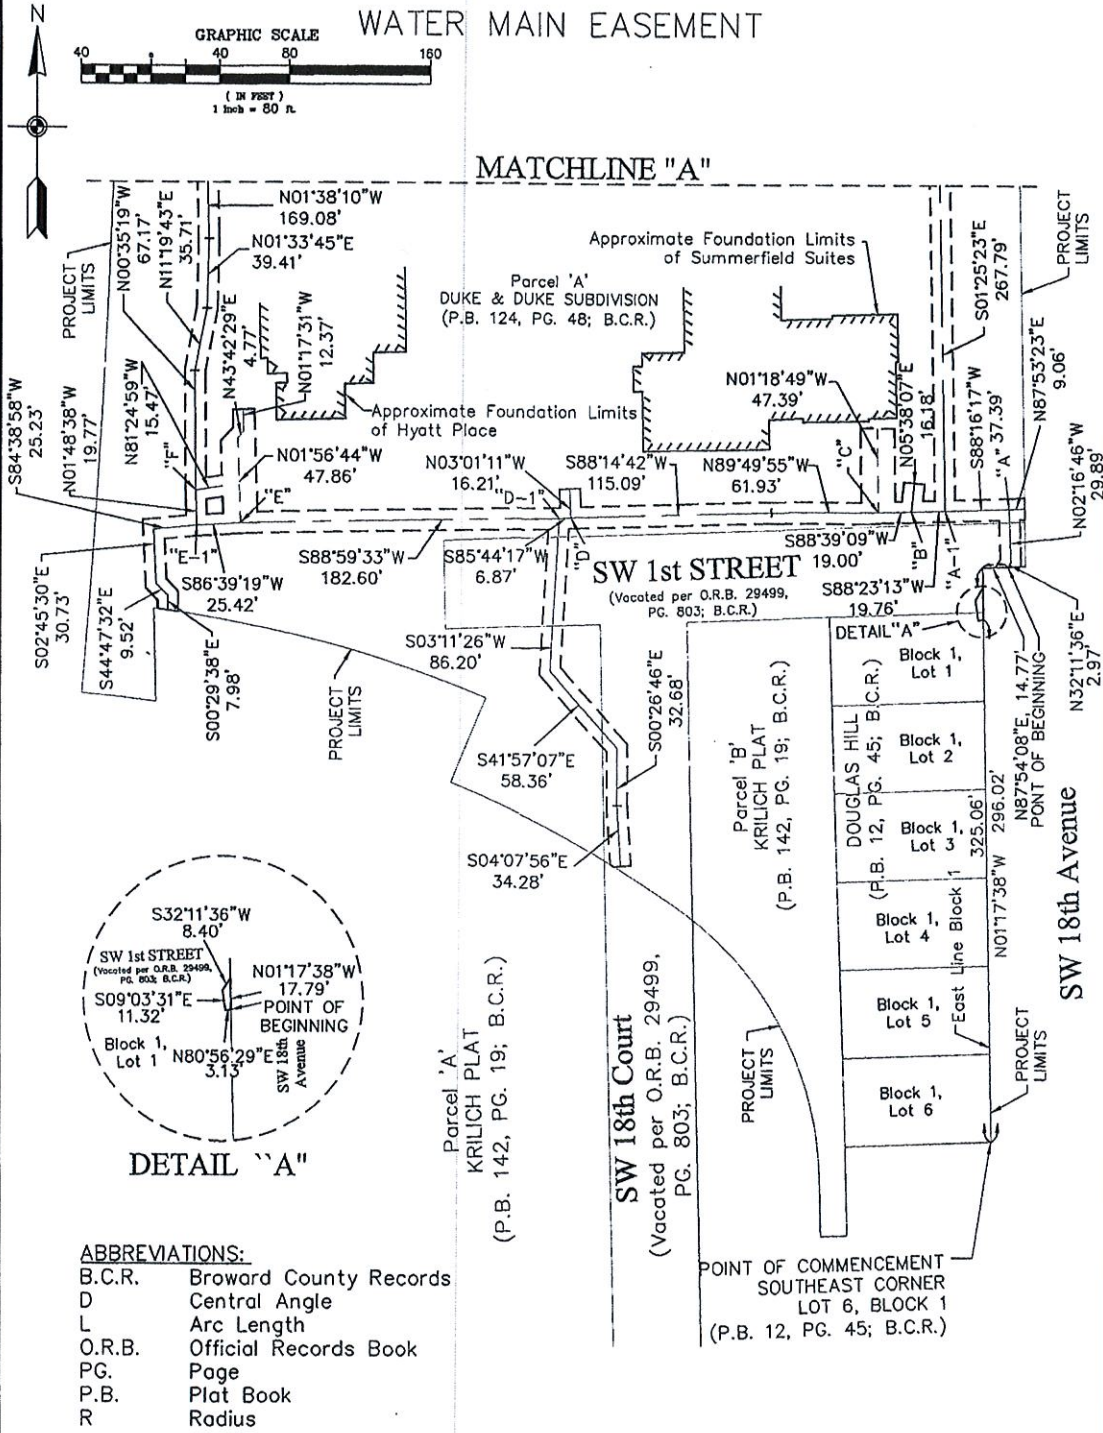 WATER MAIN EASEMENT
N
GRAPHIC SCALE
40
0
40
80
160
( IN FEET )
1 inch = 80 ft.
MATCHLINE "A"
N01°38'10"W
169.08'
N01°33'45"E
39.41'
N00°35'19"W
67.17'
N11°19'43"E
35.71'
PROJECT
LIMITS
N43°42'29"E
4.77'
N01°17'31"W
12.37'
Parcel 'A'
DUKE & DUKE SUBDIVISION
(P.B. 124, PG. 48; B.C.R.)
Approximate Foundation Limits
of Summerfield Suites
S01°25'23"E
267.79'
PROJECT
LIMITS
N87°53'23"E
9.06'
S84°38'58"W
25.23'
N01°48'38"W
19.77'
N81°24'59"W
15.47'
"F"
Approximate Foundation Limits
of Hyatt Place
N01°18'49"W
47.39'
N05°38'07"E
16.18'
S88°16'17"W
37.39'
"A"
N02°16'46"W
29.89'
"E"
N01°56'44"W
47.86'
N03°01'11"W
16.21'
"D-1"
S88°14'42"W
115.09'
N89°49'55"W
61.93'
"C"
"E-1"
S86°39'19"W
25.42'
S88°59'33"W
182.60'
S85°44'17"W
6.87'
"D"
SW 1st STREET
(Vacated per O.R.B. 29499,
PG. 803; B.C.R.)
S88°39'09"W
19.00'
"B"
"A-1"
S88°23'13"W
19.76'
S02°45'30"E
30.73'
S44°47'32"E
9.52'
S00°29'38"E
7.98'
PROJECT
LIMITS
S03°11'26"W
86.20'
S00°26'46"E
32.68'
DETAIL"A"
N87°54'08"E, 14.77'
PONT OF BEGINNING
N32°11'36"E
2.97'
S41°57'07"E
58.36'
S04°07'56"E
34.28'
Parcel 'B'
KRILICH PLAT
(P.B. 142, PG. 19; B.C.R.)
DOUGLAS HILL
(P.B. 12, PG. 45; B.C.R.)
Block 1,
Lot 1
Block 1,
Lot 2
Block 1,
Lot 3
Block 1,
Lot 4
Block 1,
Lot 5
Block 1,
Lot 6
East Line Block 1
325.06'
N01°17'38"W 296.02'
SW 18th Avenue
PROJECT
LIMITS
PROJECT
LIMITS
S32°11'36"W
8.40'
SW 1st STREET
(Vacated per O.R.B. 29499,
PG. 803; B.C.R.)
N01°17'38"W
17.79'
S09°03'31"E
11.32'
POINT OF
BEGINNING
Block 1,
Lot 1
N80°56'29"E
3.13'
SW 18th
Avenue
DETAIL ``A"
Parcel 'A'
KRILICH PLAT
(P.B. 142, PG. 19; B.C.R.)
SW 18th Court
(Vacated per O.R.B. 29499,
PG. 803; B.C.R.)
POINT OF COMMENCEMENT
SOUTHEAST CORNER
LOT 6, BLOCK 1
(P.B. 12, PG. 45; B.C.R.)
ABBREVIATIONS:
B.C.R. Broward County Records
D Central Angle
L Arc Length
O.R.B. Official Records Book
PG. Page
P.B. Plat Book
R Radius